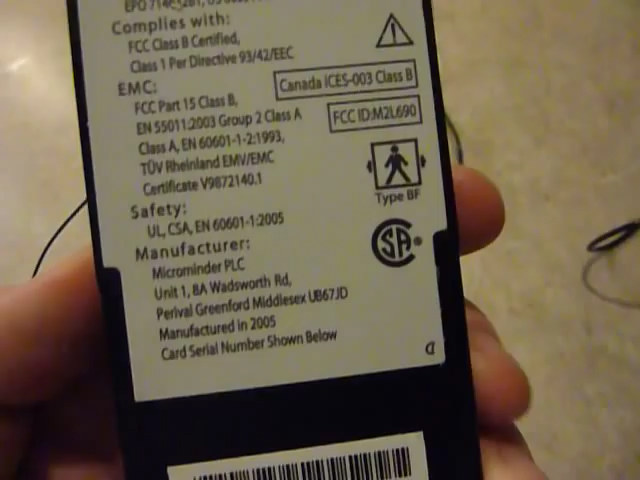 Complies with:
FCC Class B Certified,
Class 1 Per Directive 93/42/EEC
EMC:
FCC Part 15 Class B,
EN 55011:2003 Group 2 Class A
Class A, EN 60601-1-2:1993,
TÜV Rheinland EMV/EMC
Certificate V9872140.1
Safety:
UL, CSA, EN 60601-1:2005
Manufacturer:
Microminder PLC
Unit 1, 8A Wadsworth Rd,
Perival Greenford Middlesex UB67JD
Manufactured in 2005
Card Serial Number Shown Below
Canada ICES-003 Class B
FCC ID:M2L690
Type BF
SA®
a